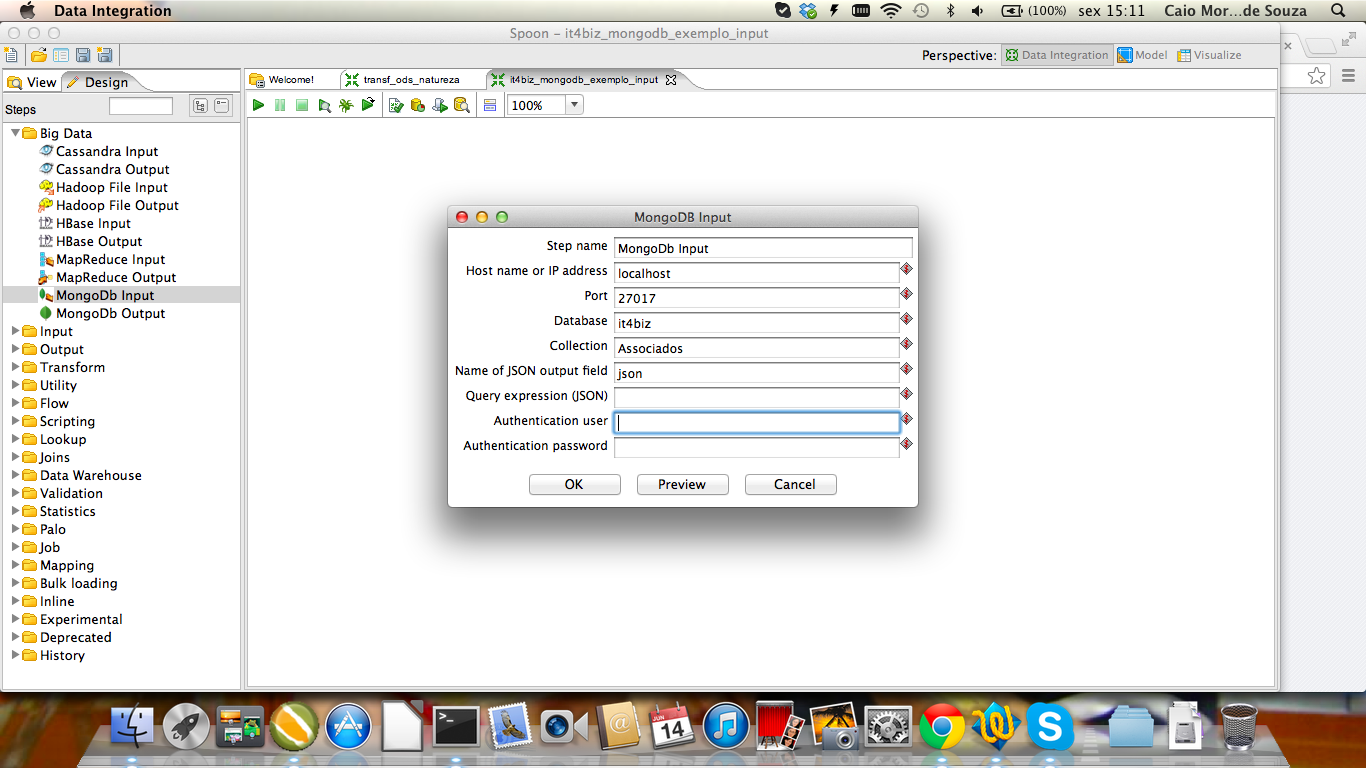 Data Integration
(100%) sex 15:11 Caio Mor...de Souza
Spoon – it4biz_mongodb_exemplo_input
Perspective: Data Integration Model Visualize
View Design
Welcome! transf_ods_natureza it4biz_mongodb_exemplo_input
Steps
100%
Big Data
Cassandra Input
Cassandra Output
Hadoop File Input
Hadoop File Output
HBase Input
HBase Output
MapReduce Input
MapReduce Output
MongoDb Input
MongoDb Output
Input
Output
Transform
Utility
Flow
Scripting
Lookup
Joins
Data Warehouse
Validation
Statistics
Palo
Job
Mapping
Bulk loading
Inline
Experimental
Deprecated
History
MongoDB Input
Step name MongoDb Input
Host name or IP address localhost
Port 27017
Database it4biz
Collection Associados
Name of JSON output field json
Query expression (JSON)
Authentication user
Authentication password
OK Preview Cancel
JUN
14